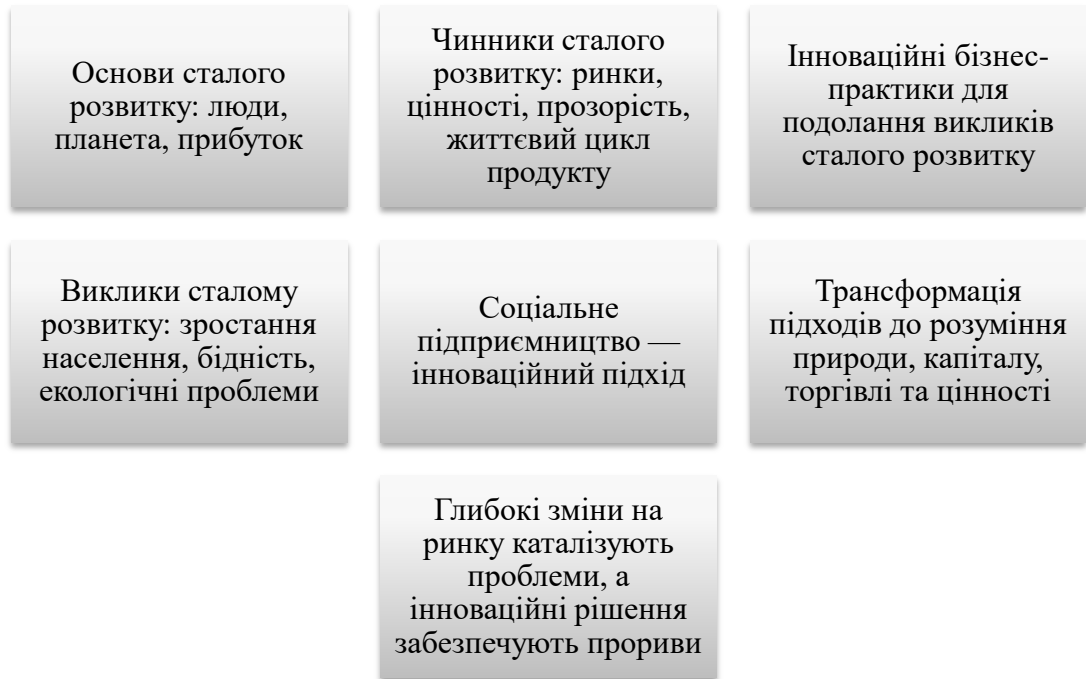 Основи сталого
розвитку: люди,
планета, прибуток
Чинники сталого
розвитку: ринки,
цінності, прозорість,
життєвий цикл
продукту
Інноваційні бізнес-
практики для
подолання викликів
сталого розвитку
Виклики сталому
розвитку: зростання
населення, бідність,
екологічні проблеми
Соціальне
підприємництво —
інноваційний підхід
Трансформація
підходів до розуміння
природи, капіталу,
торгівлі та цінності
Глибокі зміни на
ринку каталізують
проблеми, а
інноваційні рішення
забезпечують прориви